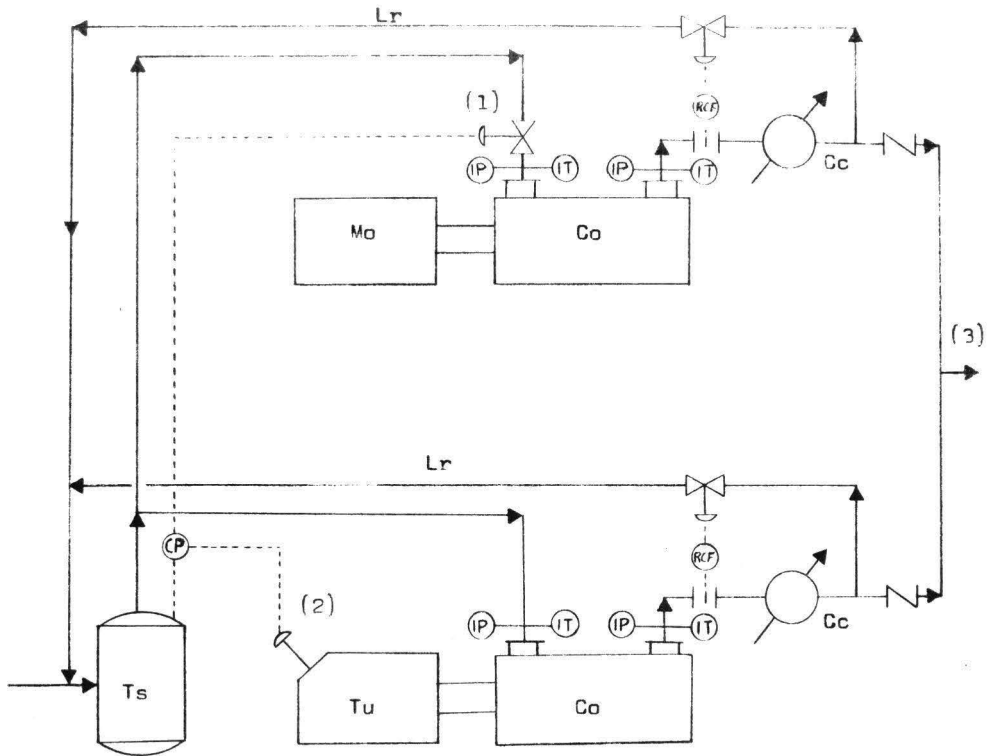 Lr
(1)
RCF
IP
IT
IP
IT
Cc
Mo
Co
(3)
Lr
CP
RCF
(2)
IP
IT
IP
IT
Cc
Ts
Tu
Co